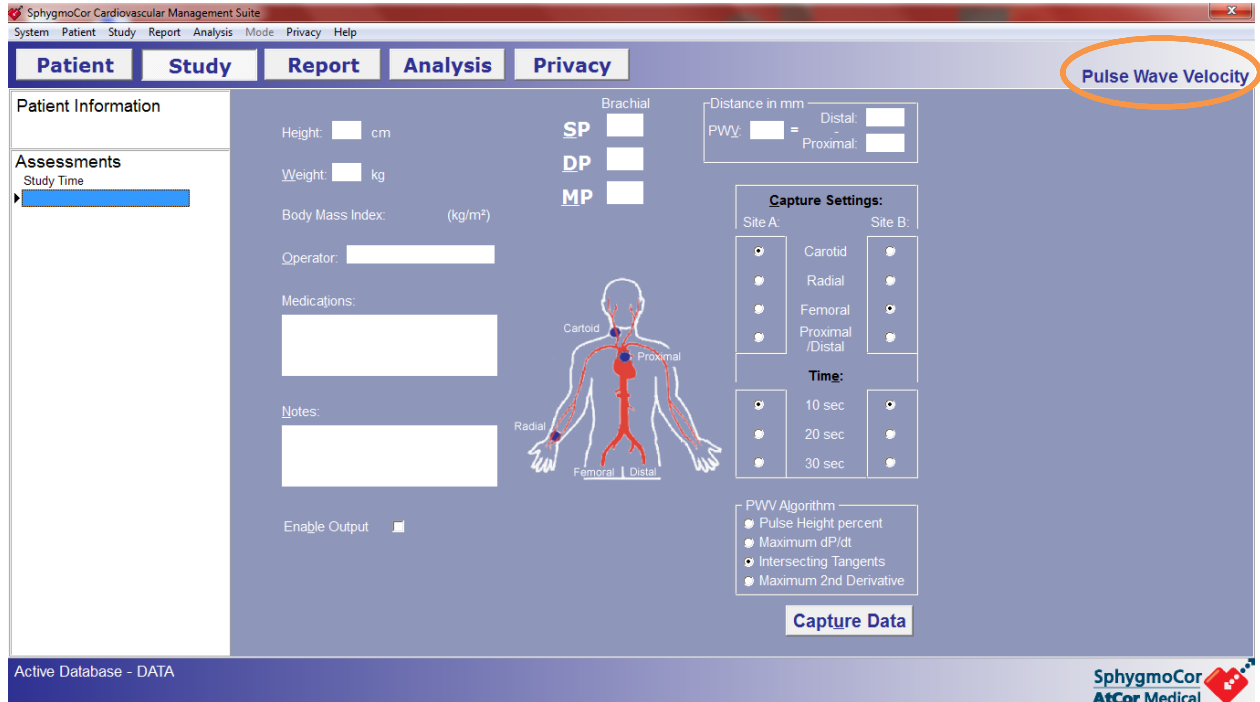 SphygmoCor Cardiovascular Management Suite
x
System Patient Study Report Analysis Mode Privacy Help
Patient Study Report Analysis Privacy
Pulse Wave Velocity
Patient Information
Assessments
Study Time
Height: cm
Weight: kg
Body Mass Index: (kg/m²)
Operator:
Medications:
Notes:
Enable Output
Brachial
SP
DP
MP
Cartoid
Proximal
Radial
Femoral Distal
Distance in mm
Distal:
PWV: = -
Proximal:
Capture Settings:
Site A: Site B:
Carotid
Radial
Femoral
Proximal
/Distal
Time:
10 sec
20 sec
30 sec
PWV Algorithm
Pulse Height percent
Maximum dP/dt
Intersecting Tangents
Maximum 2nd Derivative
Capture Data
Active Database - DATA
SphygmoCor
AtCor Medical